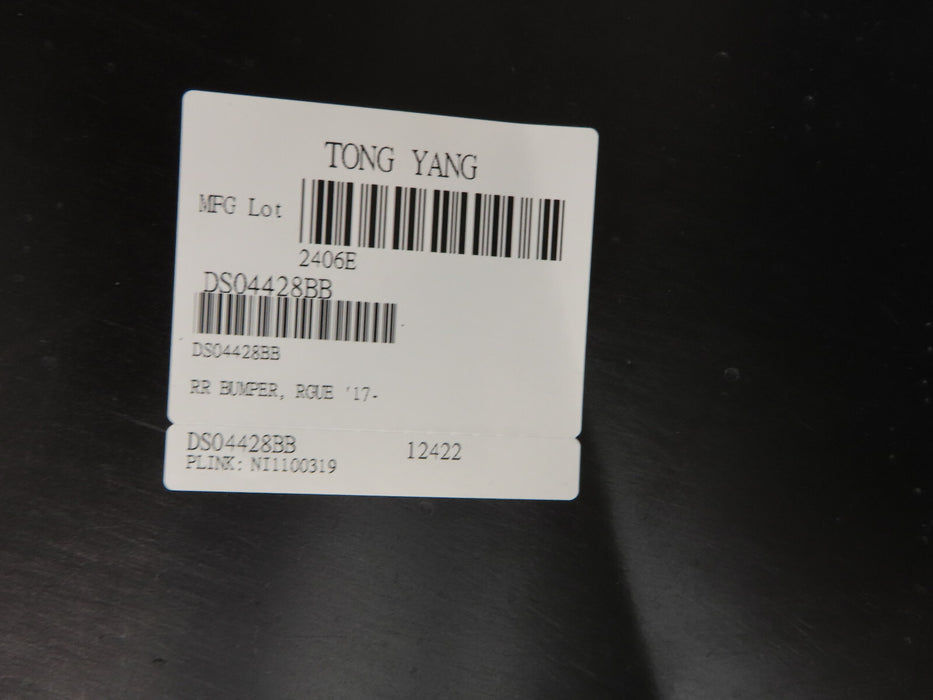 TONG YANG
MFG Lot
2406E
DS04428BB
DS04428BB
RR BUMPER, RGUE '17-
DS04428BB 12422
PLINK: NI1100319